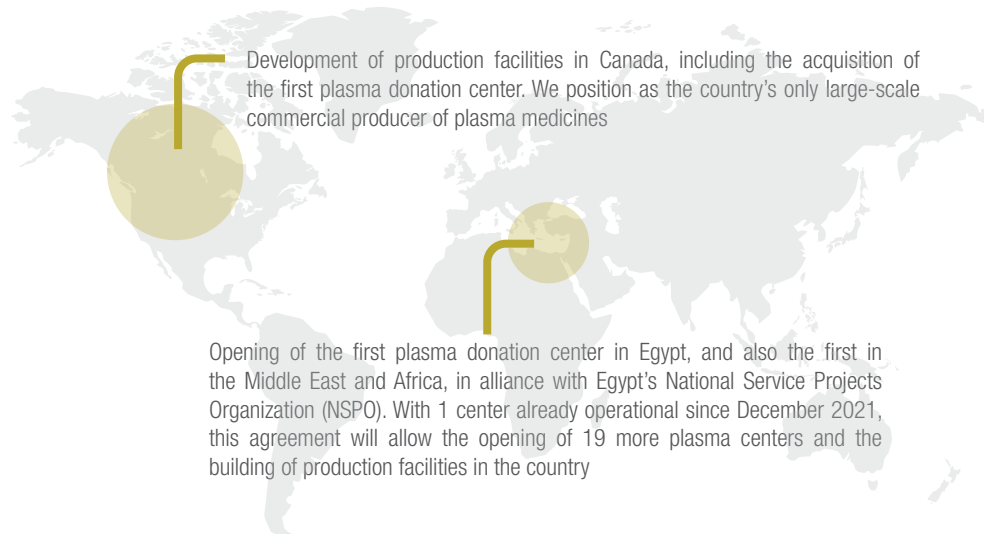 Development of production facilities in Canada, including the acquisition of
the first plasma donation center. We position as the country's only large-scale
commercial producer of plasma medicines
Opening of the first plasma donation center in Egypt, and also the first in
the Middle East and Africa, in alliance with Egypt's National Service Projects
Organization (NSPO). With 1 center already operational since December 2021,
this agreement will allow the opening of 19 more plasma centers and the
building of production facilities in the country